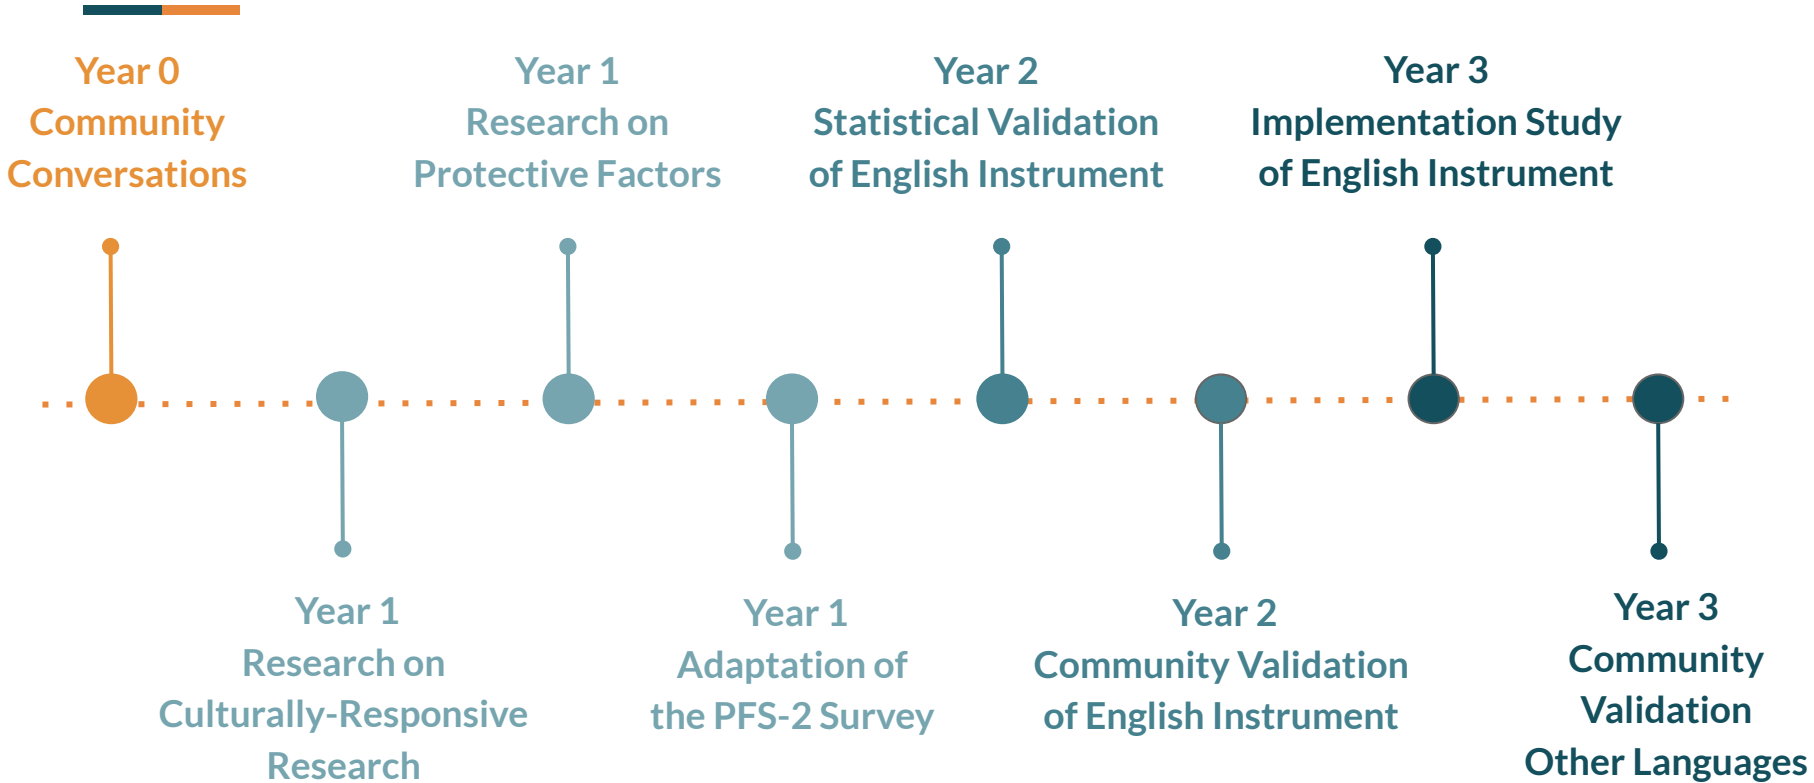 Year 0
Community
Conversations
Year 1
Research on
Culturally-Responsive
Research
Year 1
Research on
Protective Factors
Year 1
Adaptation of
the PFS-2 Survey
Year 2
Statistical Validation
of English Instrument
Year 2
Community Validation
of English Instrument
Year 3
Implementation Study
of English Instrument
Year 3
Community
Validation
Other Languages